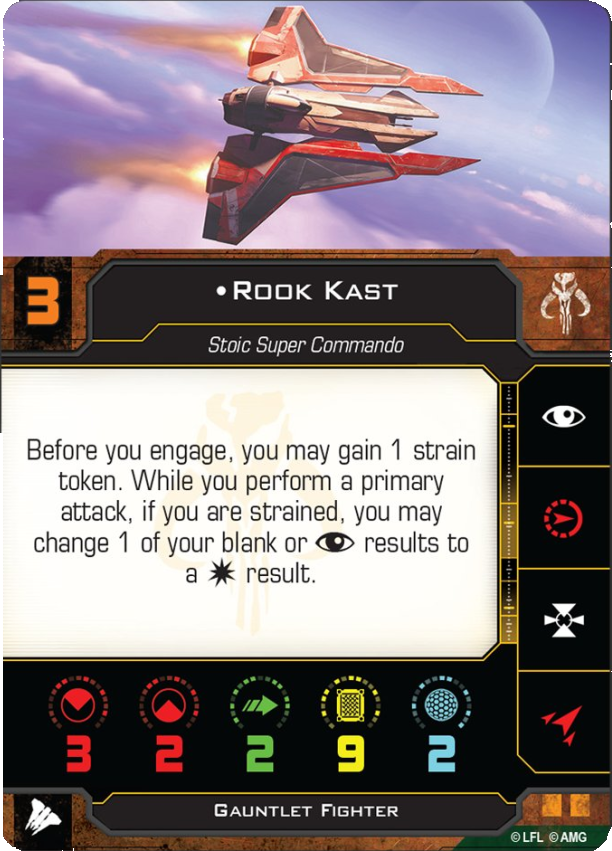 3
•Rook Kast
Stoic Super Commando
Before you engage, you may gain 1 strain
token. While you perform a primary
attack, if you are strained, you may
change 1 of your blank or results to
a result.
3 2 2 9 2
Gauntlet Fighter
© LFL © AMG